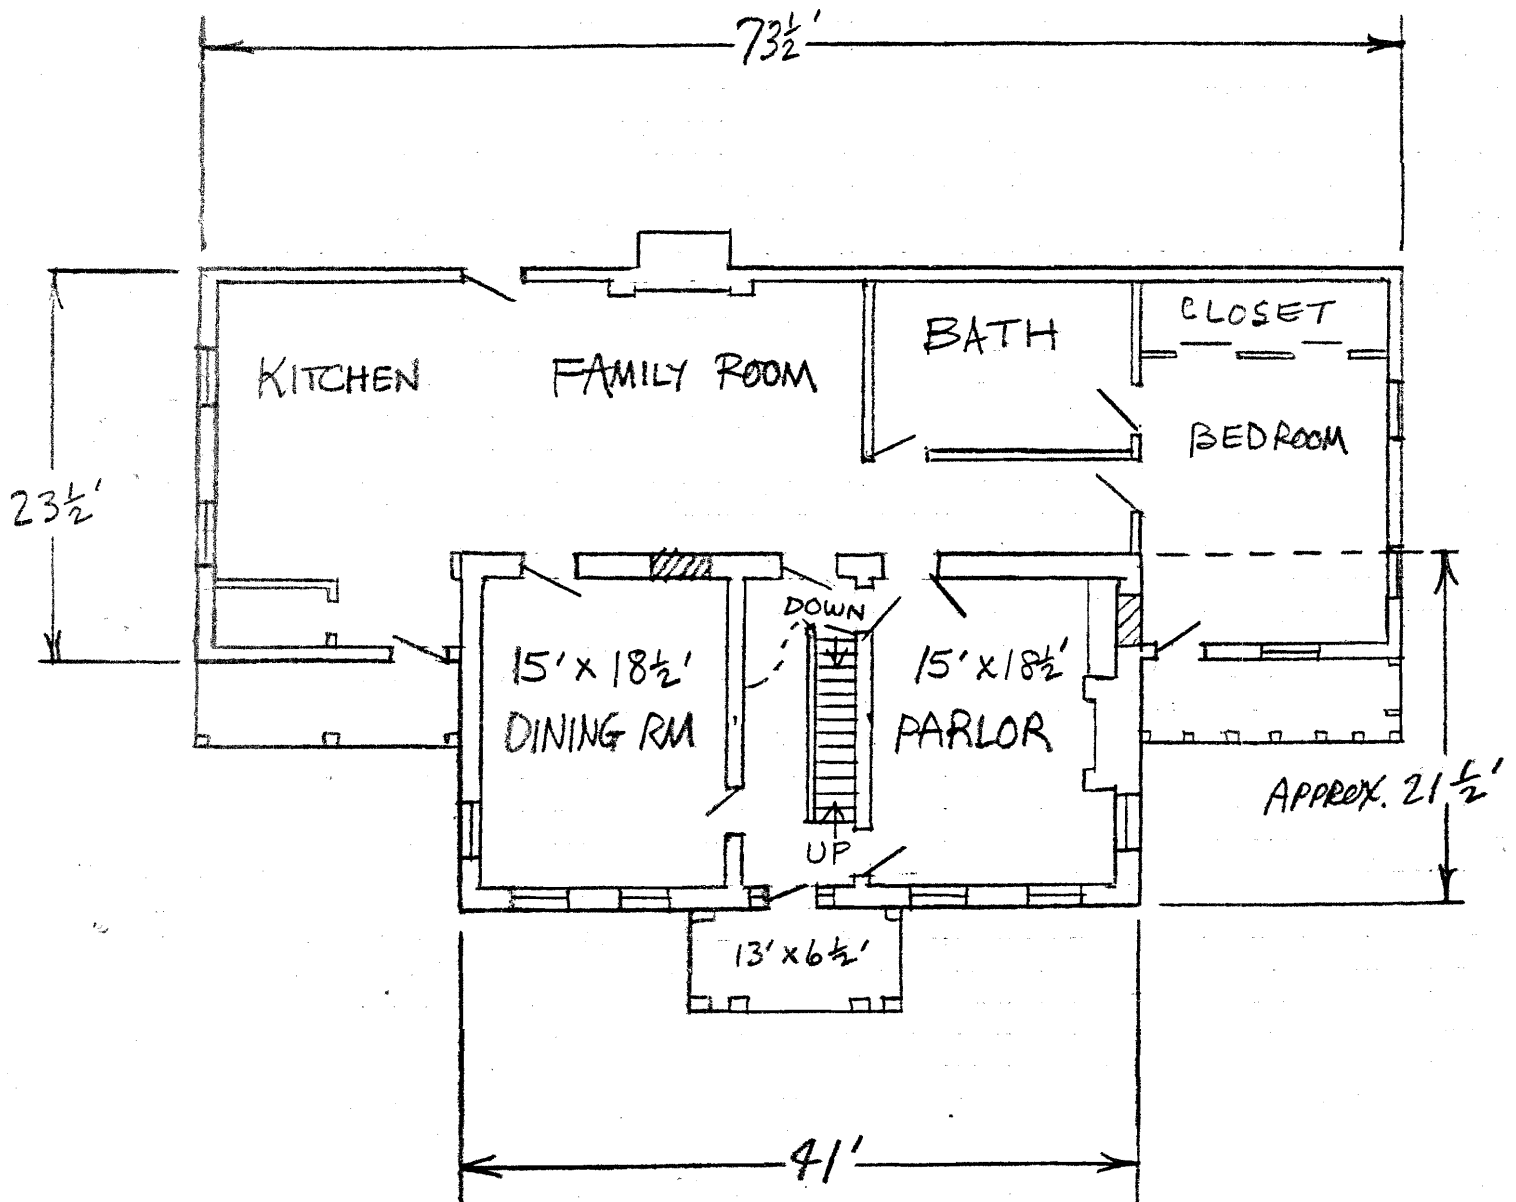 73½'
CLOSET
BATH
KITCHEN
FAMILY ROOM
BEDROOM
23½'
DOWN
15' x 18½'
DINING RM
15' x 18½'
PARLOR
APPROX. 21½'
UP
13' x 6½'
41'